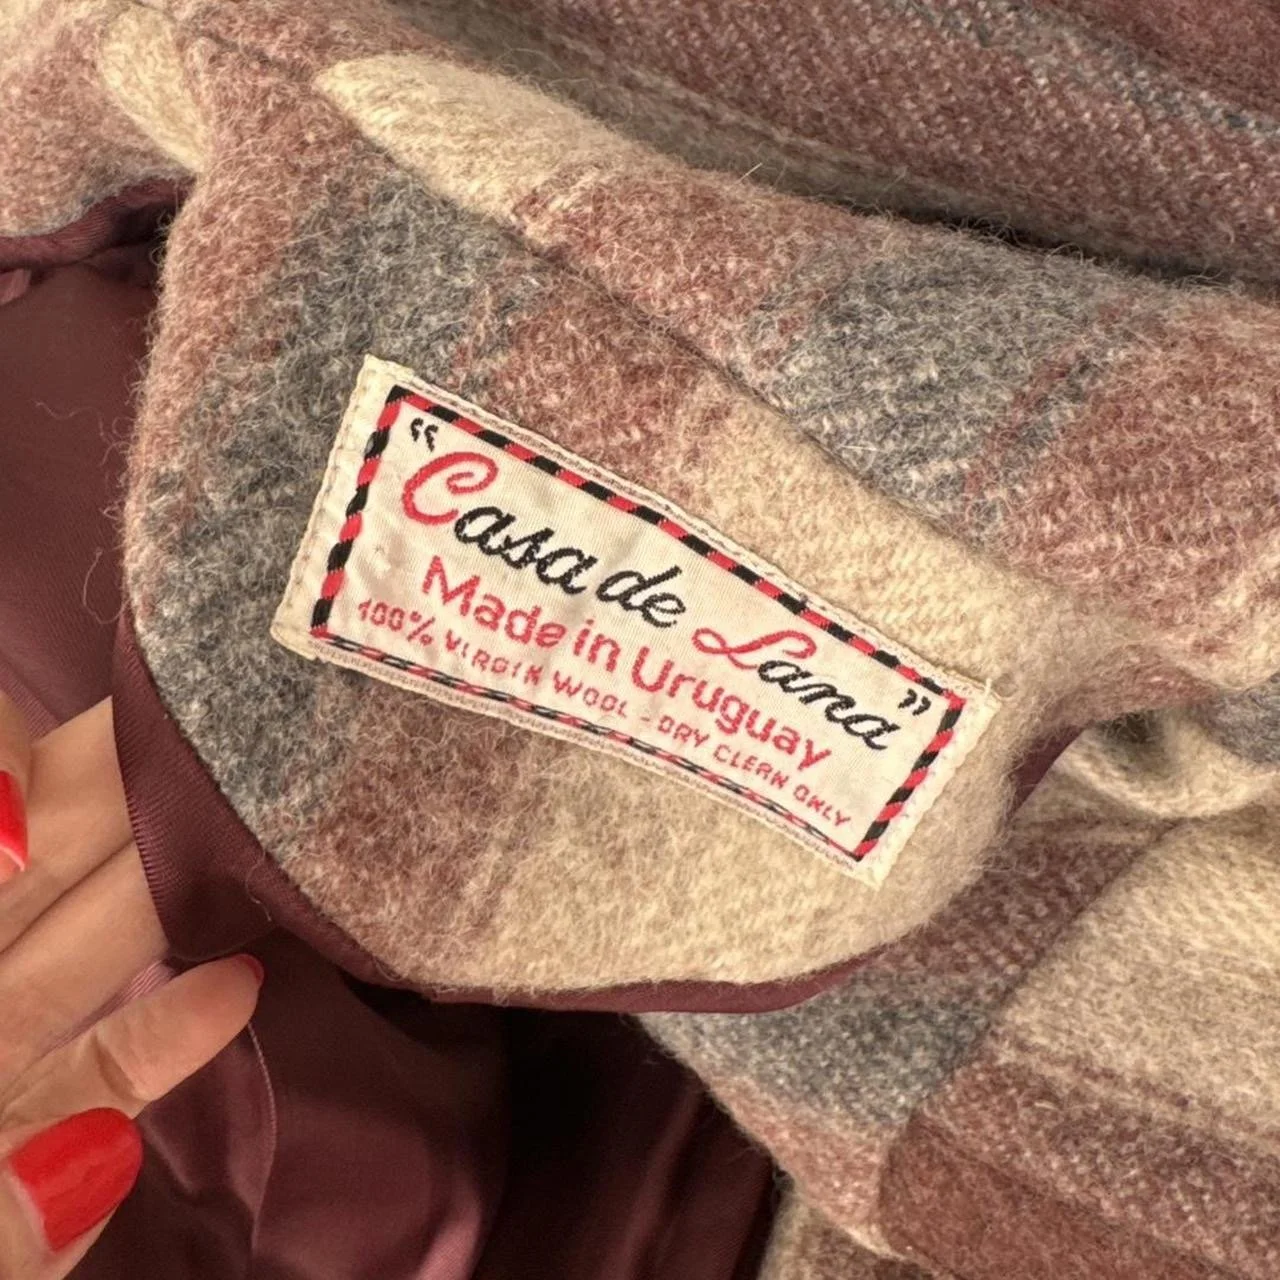 “Casa de Lana”
Made in Uruguay
100% VIRGIN WOOL - DRY CLEAN ONLY